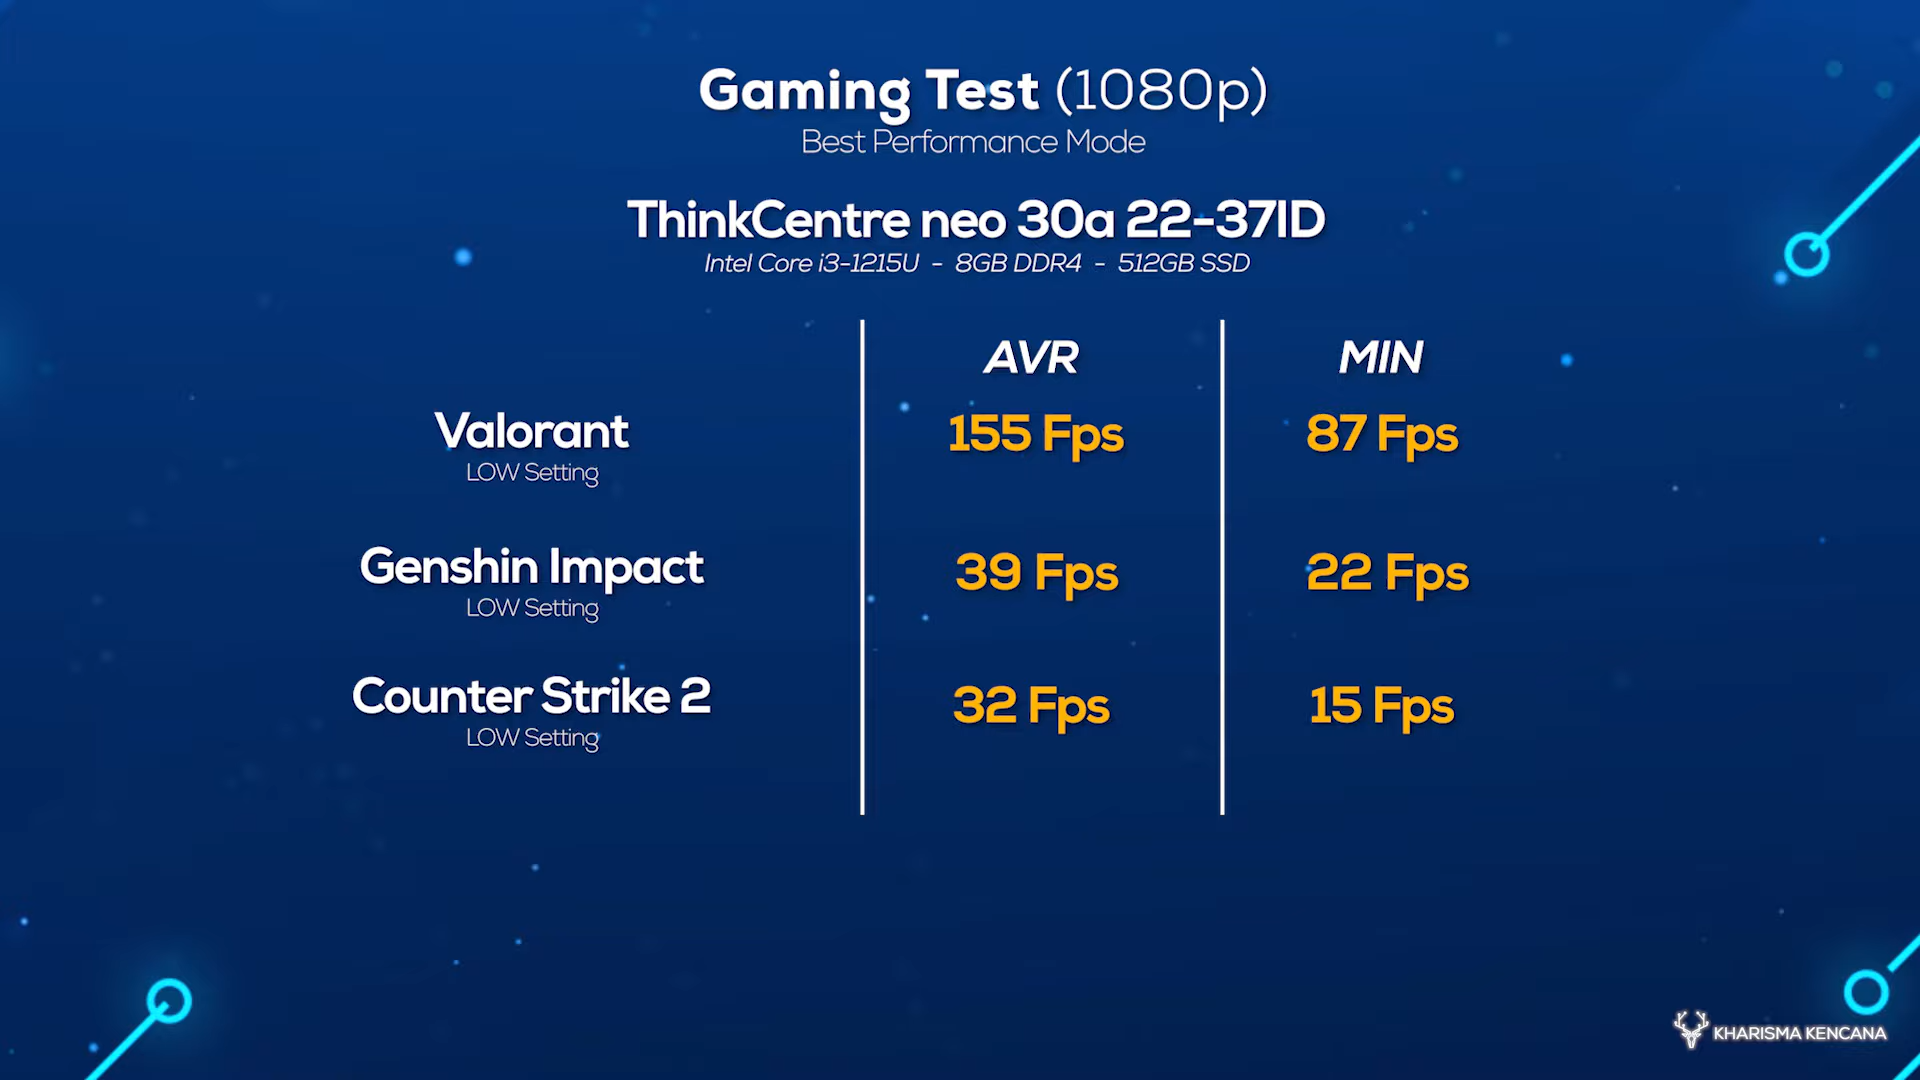 Gaming Test (1080p)
Best Performance Mode
ThinkCentre neo 30a 22-37ID
Intel Core i3-1215U - 8GB DDR4 - 512GB SSD
AVR MIN
Valorant 155 Fps 87 Fps
LOW Setting
Genshin Impact 39 Fps 22 Fps
LOW Setting
Counter Strike 2 32 Fps 15 Fps
LOW Setting
KHARISMA KENCANA